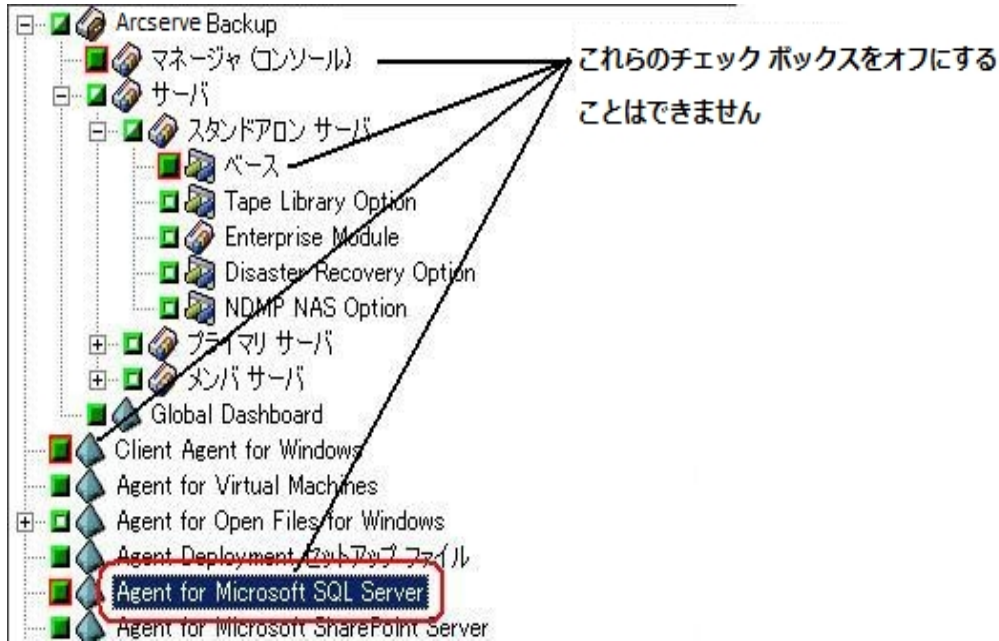 Arcserve Backup
マネージャ (コンソール)
これらのチェック ボックスをオフにする
ことはできません
サーバ
スタンドアロン サーバ
ベース
Tape Library Option
Enterprise Module
Disaster Recovery Option
NDMP NAS Option
プライマリ サーバ
メンバ サーバ
Global Dashboard
Client Agent for Windows
Agent for Virtual Machines
Agent for Open Files for Windows
Agent Deployment セットアップ ファイル
Agent for Microsoft SQL Server
Agent for Microsoft SharePoint Server